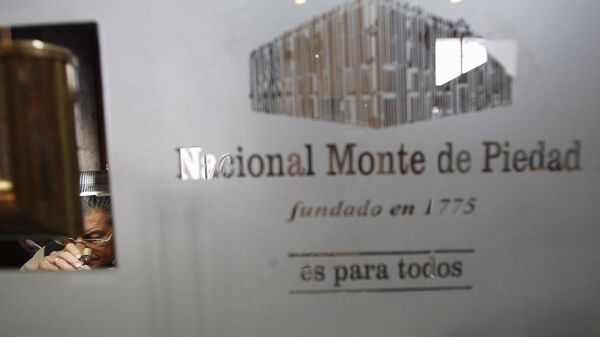 Nacional Monte de Piedad
fundado en 1775
es para todos